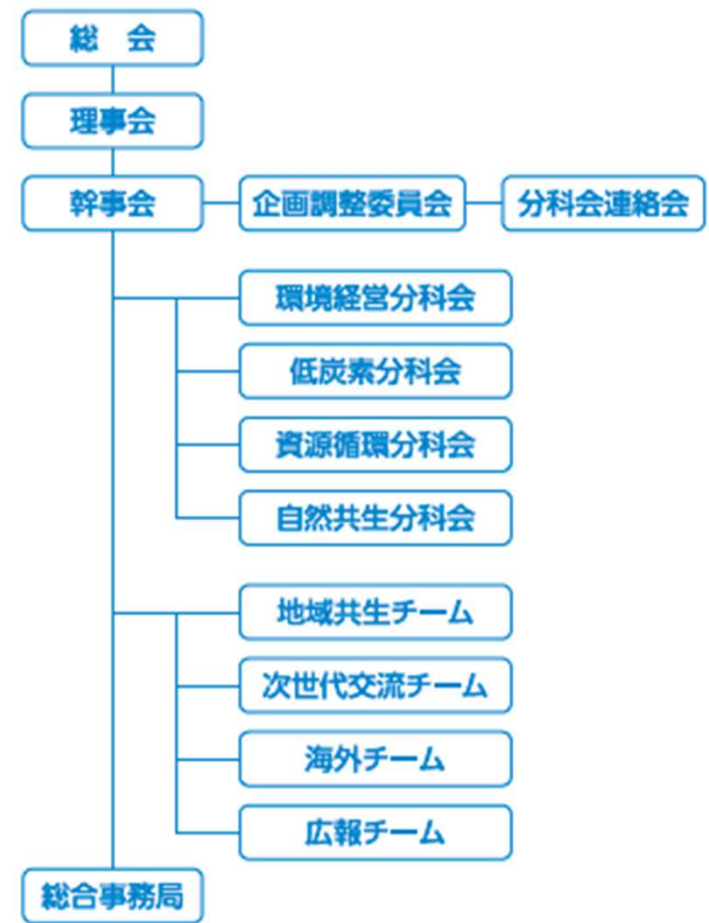 総　会
理事会
幹事会
企画調整委員会
分科会連絡会
環境経営分科会
低炭素分科会
資源循環分科会
自然共生分科会
地域共生チーム
次世代交流チーム
海外チーム
広報チーム
総合事務局